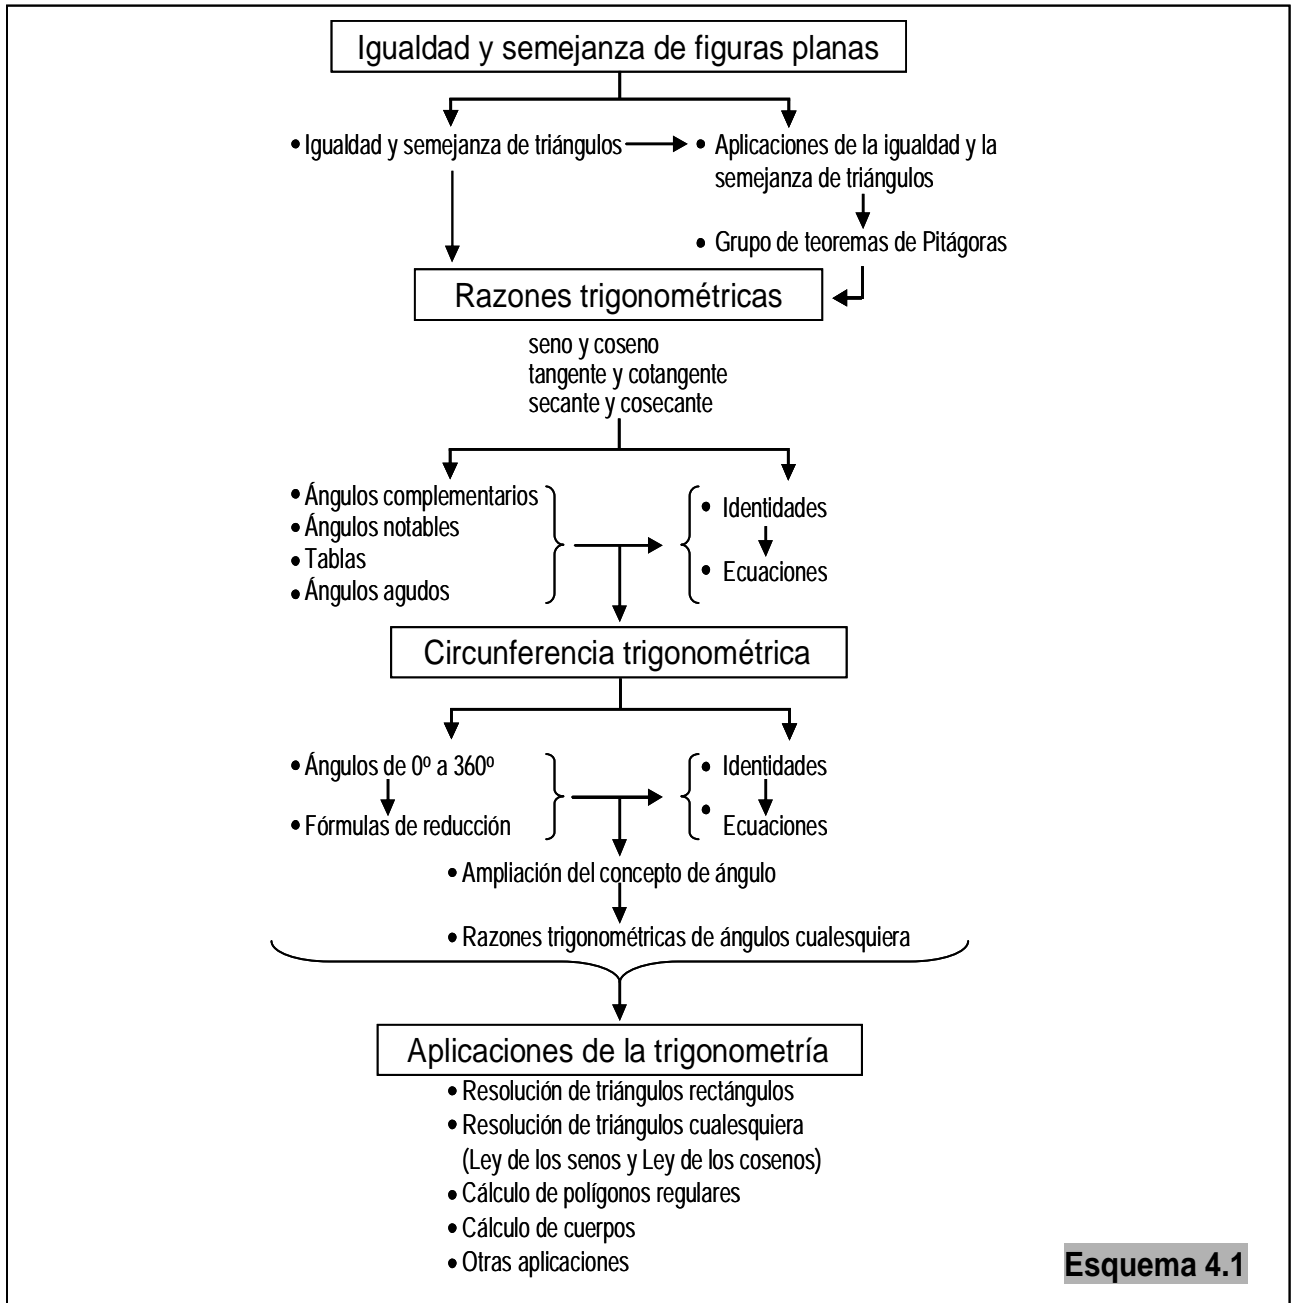 Igualdad y semejanza de figuras planas
• Igualdad y semejanza de triángulos
• Aplicaciones de la igualdad y la
semejanza de triángulos
• Grupo de teoremas de Pitágoras
Razones trigonométricas
seno y coseno
tangente y cotangente
secante y cosecante
• Ángulos complementarios
• Ángulos notables
• Tablas
• Ángulos agudos
• Identidades
• Ecuaciones
Circunferencia trigonométrica
• Ángulos de 0º a 360º
• Fórmulas de reducción
• Identidades
• Ecuaciones
• Ampliación del concepto de ángulo
• Razones trigonométricas de ángulos cualesquiera
Aplicaciones de la trigonometría
• Resolución de triángulos rectángulos
• Resolución de triángulos cualesquiera
(Ley de los senos y Ley de los cosenos)
• Cálculo de polígonos regulares
• Cálculo de cuerpos
• Otras aplicaciones
Esquema 4.1